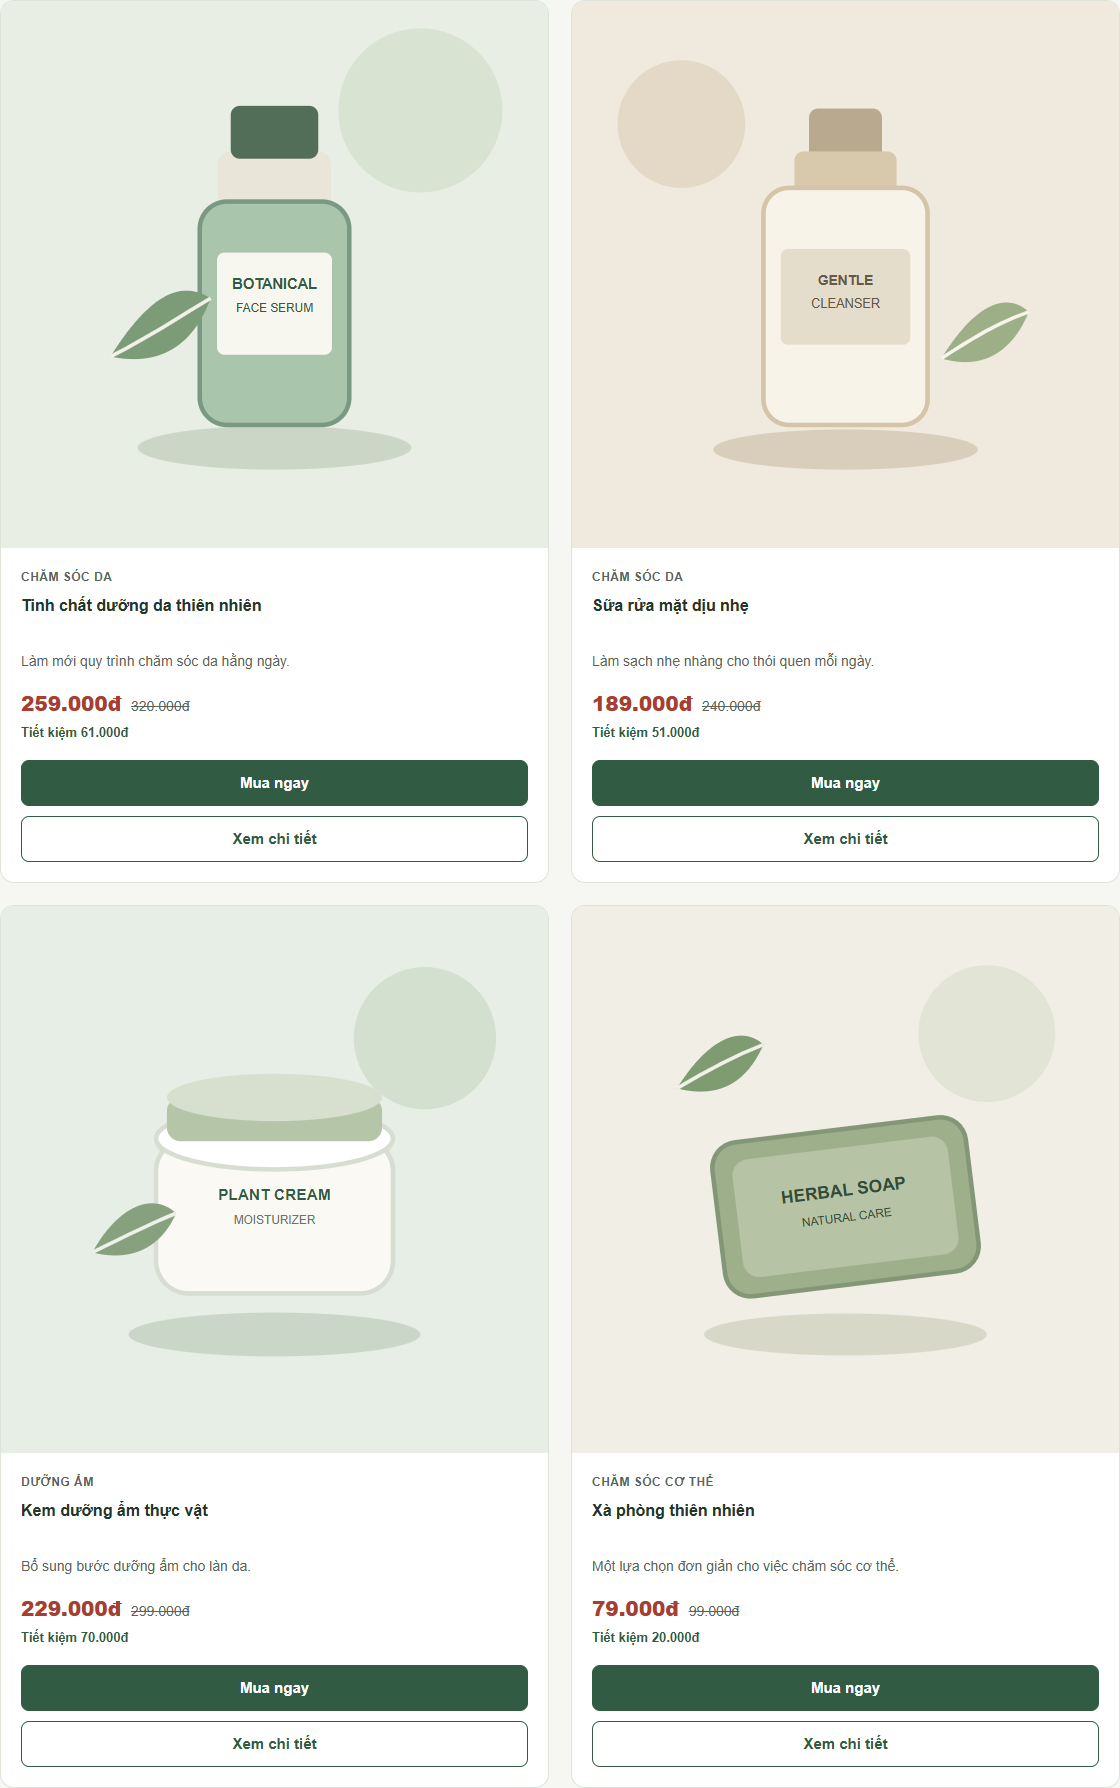 BOTANICAL
FACE SERUM
CHĂM SÓC DA
Tinh chất dưỡng da thiên nhiên
Làm mới quy trình chăm sóc da hằng ngày.
259.000đ 320.000đ
Tiết kiệm 61.000đ
Mua ngay
Xem chi tiết
GENTLE
CLEANSER
CHĂM SÓC DA
Sữa rửa mặt dịu nhẹ
Làm sạch nhẹ nhàng cho thói quen mỗi ngày.
189.000đ 240.000đ
Tiết kiệm 51.000đ
Mua ngay
Xem chi tiết
PLANT CREAM
MOISTURIZER
DƯỠNG ẨM
Kem dưỡng ẩm thực vật
Bổ sung bước dưỡng ẩm cho làn da.
229.000đ 299.000đ
Tiết kiệm 70.000đ
Mua ngay
Xem chi tiết
HERBAL SOAP
NATURAL CARE
CHĂM SÓC CƠ THỂ
Xà phòng thiên nhiên
Một lựa chọn đơn giản cho việc chăm sóc cơ thể.
79.000đ 99.000đ
Tiết kiệm 20.000đ
Mua ngay
Xem chi tiết